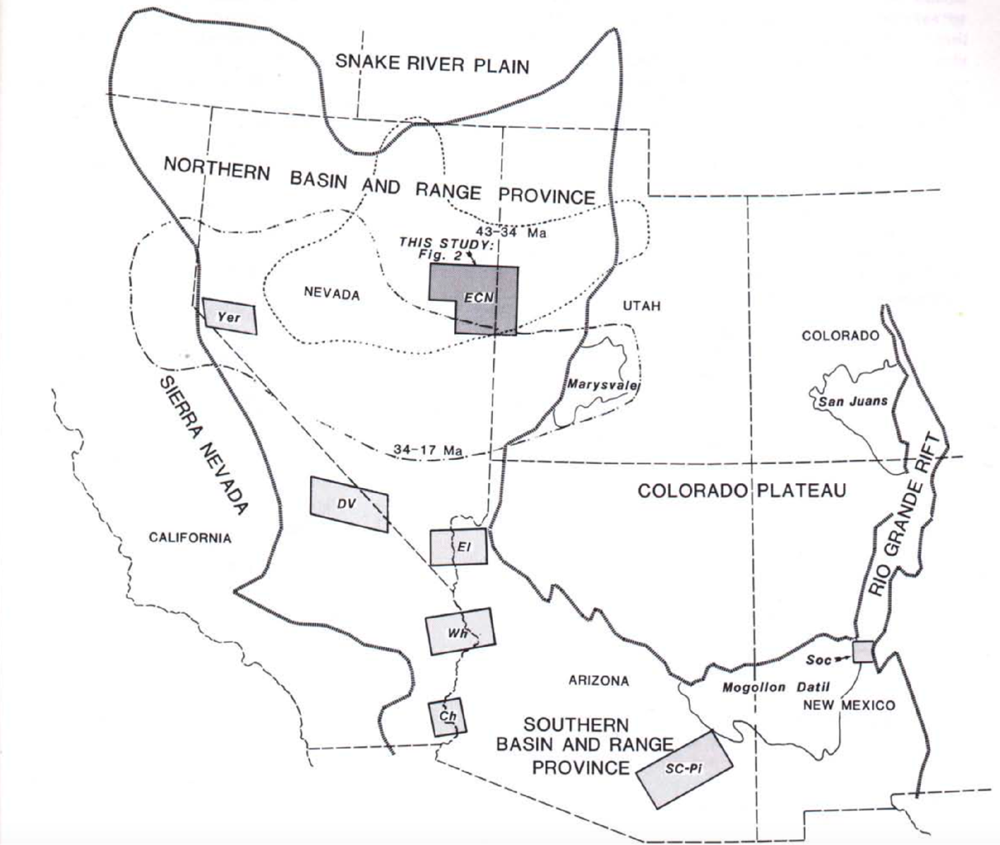 SNAKE RIVER PLAIN
NORTHERN BASIN AND RANGE PROVINCE
43-34 Ma
THIS STUDY:
Fig. 2
NEVADA
ECN
UTAH
Yer
COLORADO
Marysvale
San Juans
SIERRA NEVADA
34-17 Ma
RIO GRANDE RIFT
COLORADO PLATEAU
DV
CALIFORNIA
El
Wh
Soc
ARIZONA
Mogollon Datil
NEW MEXICO
Ch
SOUTHERN
BASIN AND RANGE
PROVINCE
SC-Pi